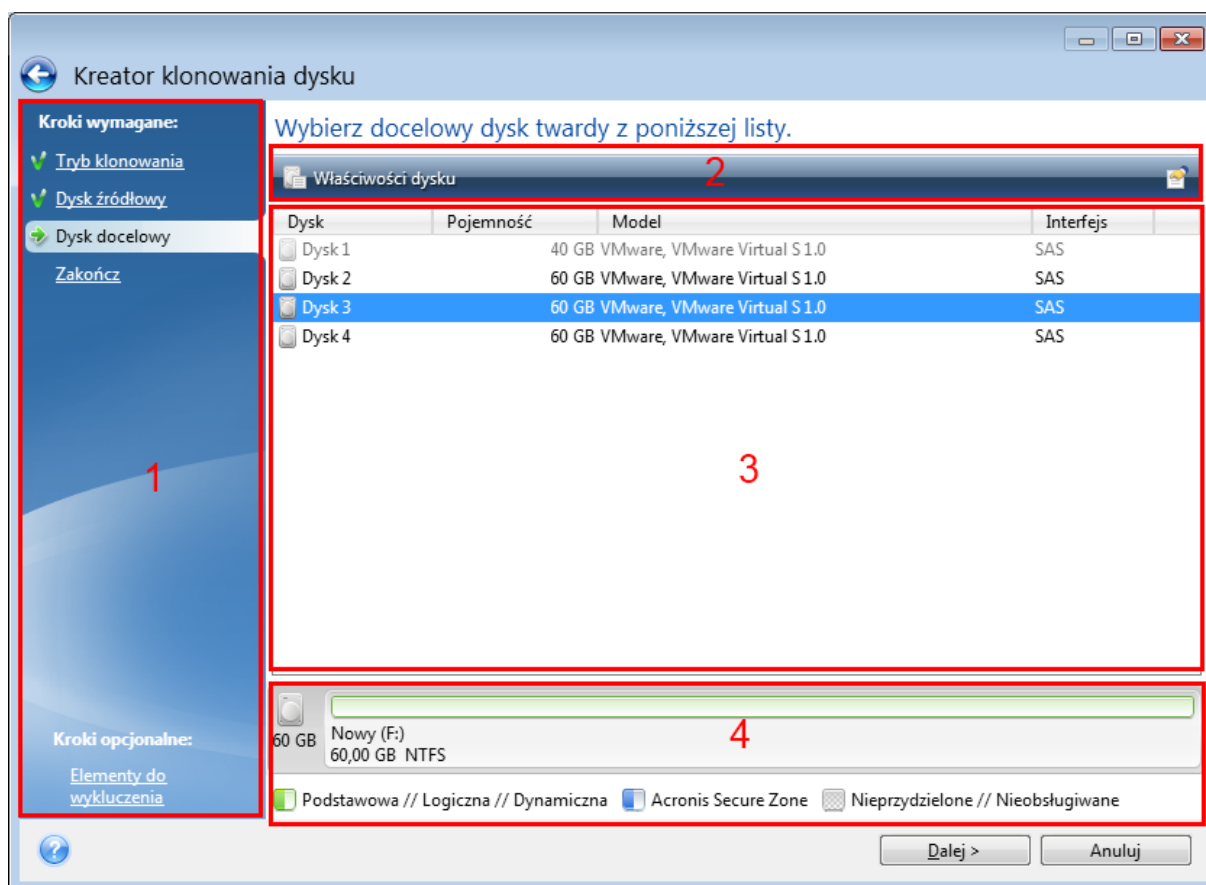 Kreator klonowania dysku
Kroki wymagane:
Tryb klonowania
Dysk źródłowy
Dysk docelowy
Zakończ
1
Kroki opcjonalne:
Elementy do
wykluczenia
Wybierz docelowy dysk twardy z poniższej listy.
Właściwości dysku
2
Dysk Pojemność Model Interfejs
Dysk 1 40 GB VMware, VMware Virtual S 1.0 SAS
Dysk 2 60 GB VMware, VMware Virtual S 1.0 SAS
Dysk 3 60 GB VMware, VMware Virtual S 1.0 SAS
Dysk 4 60 GB VMware, VMware Virtual S 1.0 SAS
3
60 GB
Nowy (F:)
60,00 GB NTFS
4
Podstawowa // Logiczna // Dynamiczna Acronis Secure Zone Nieprzydzielone // Nieobsługiwane
?
Dalej > Anuluj